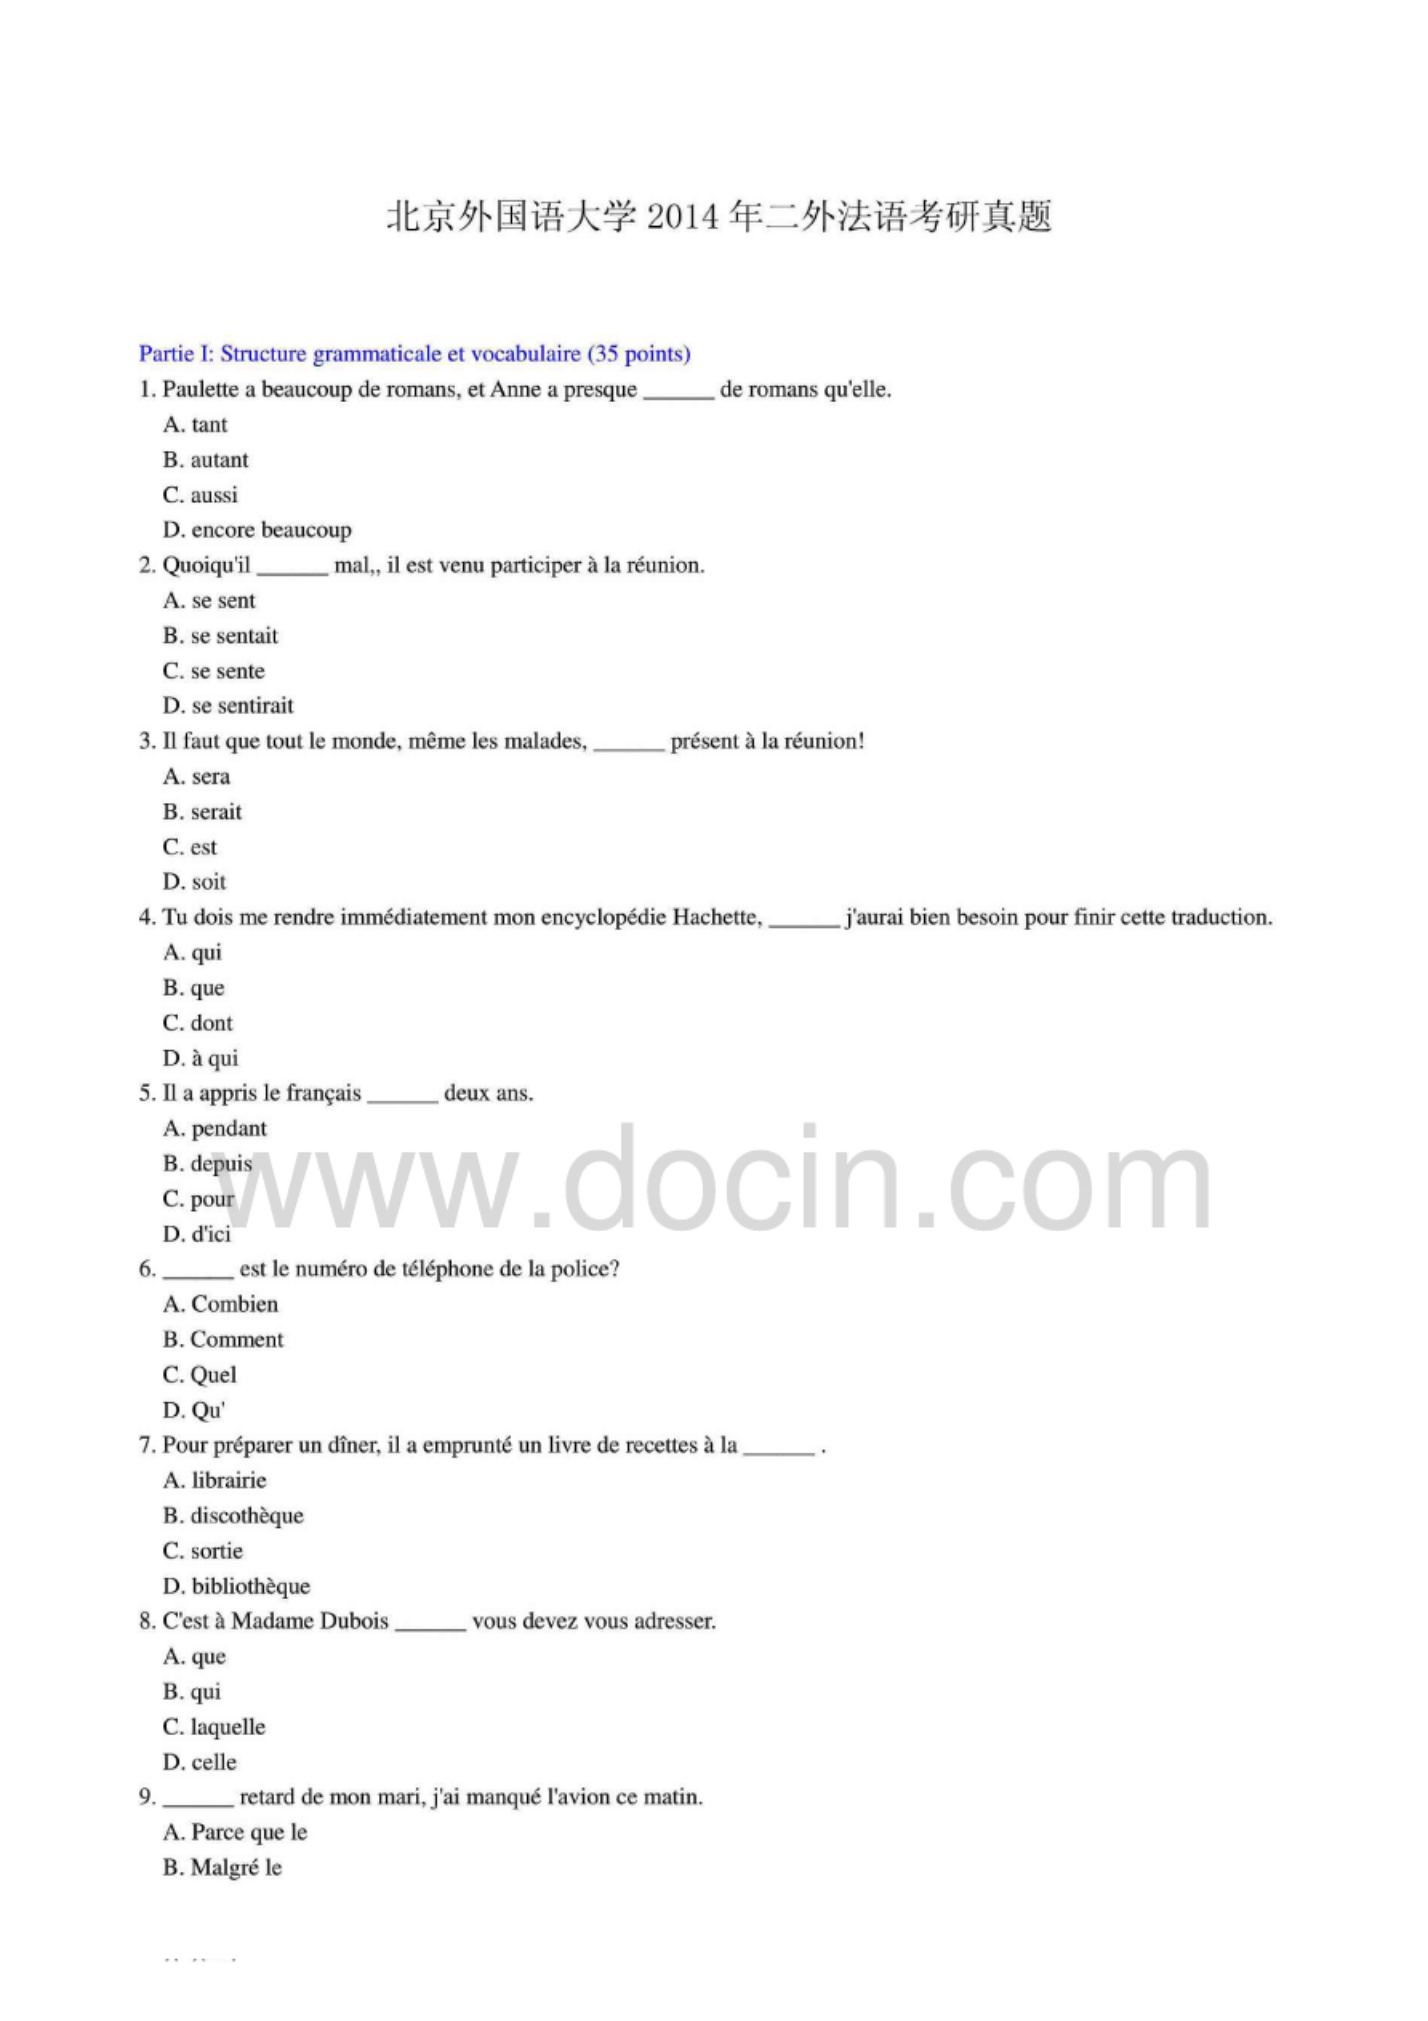 北京外国语大学 2014 年二外法语考研真题
Partie I: Structure grammaticale et vocabulaire (35 points)
1. Paulette a beaucoup de romans, et Anne a presque ______ de romans qu'elle.
A. tant
B. autant
C. aussi
D. encore beaucoup
2. Quoiqu'il ______ mal,, il est venu participer à la réunion.
A. se sent
B. se sentait
C. se sente
D. se sentirait
3. Il faut que tout le monde, même les malades, ______ présent à la réunion!
A. sera
B. serait
C. est
D. soit
4. Tu dois me rendre immédiatement mon encyclopédie Hachette, ______ j'aurai bien besoin pour finir cette traduction.
A. qui
B. que
C. dont
D. à qui
5. Il a appris le français ______ deux ans.
A. pendant
B. depuis
C. pour
D. d'ici
www.docin.com
6. ______ est le numéro de téléphone de la police?
A. Combien
B. Comment
C. Quel
D. Qu'
7. Pour préparer un dîner, il a emprunté un livre de recettes à la ______ .
A. librairie
B. discothèque
C. sortie
D. bibliothèque
8. C'est à Madame Dubois ______ vous devez vous adresser.
A. que
B. qui
C. laquelle
D. celle
9. ______ retard de mon mari, j'ai manqué l'avion ce matin.
A. Parce que le
B. Malgré le